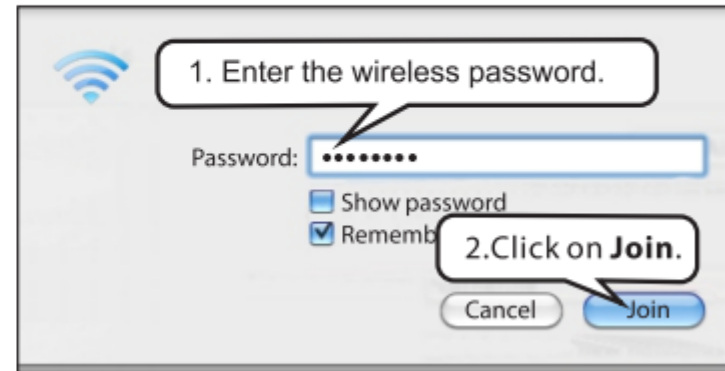 1. Enter the wireless password.
Password: ••••••••
Show password
Rememb
2.Click on Join.
Cancel Join